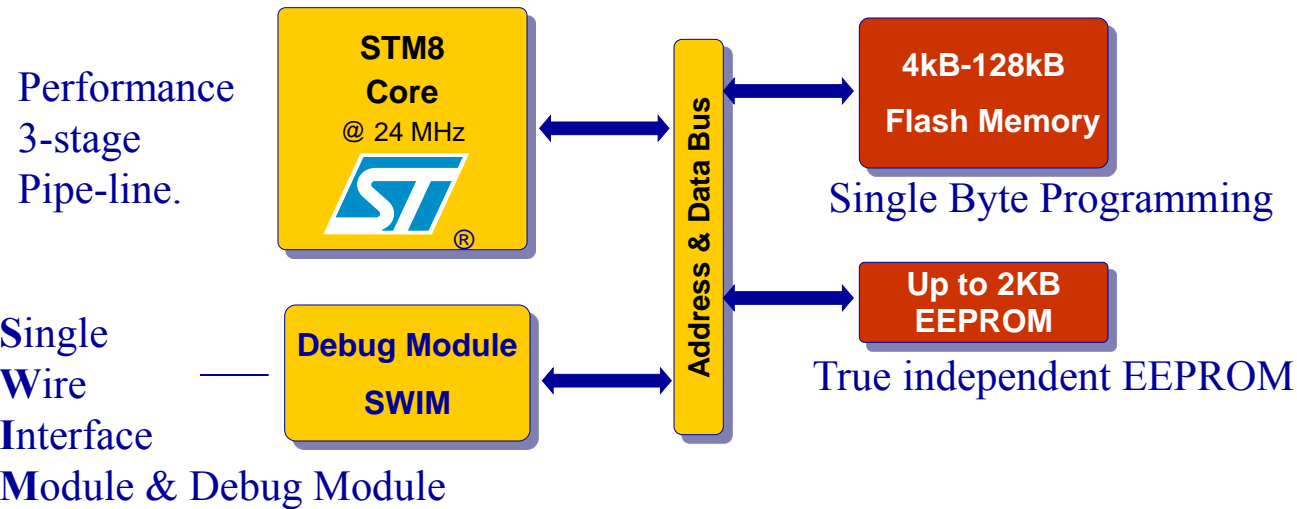 Performance
3-stage
Pipe-line.
STM8
Core
@ 24 MHz
ST
®
Single
Wire
Interface
Module & Debug Module
Debug Module
SWIM
Address & Data Bus
4kB-128kB
Flash Memory
Single Byte Programming
Up to 2KB
EEPROM
True independent EEPROM